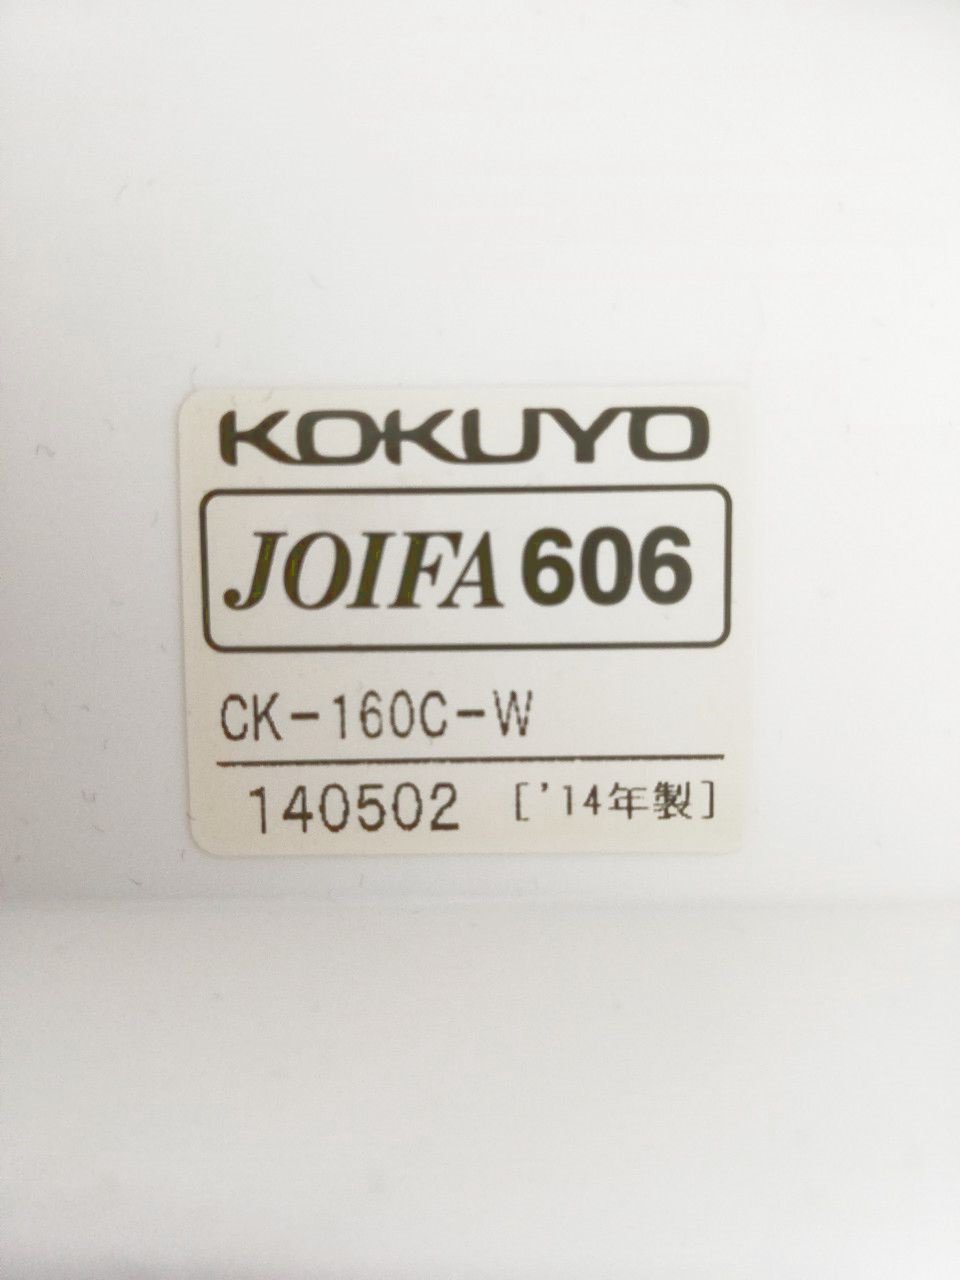 KOKUYO
JOIFA 606
CK-160C-W
140502 ['14年製]